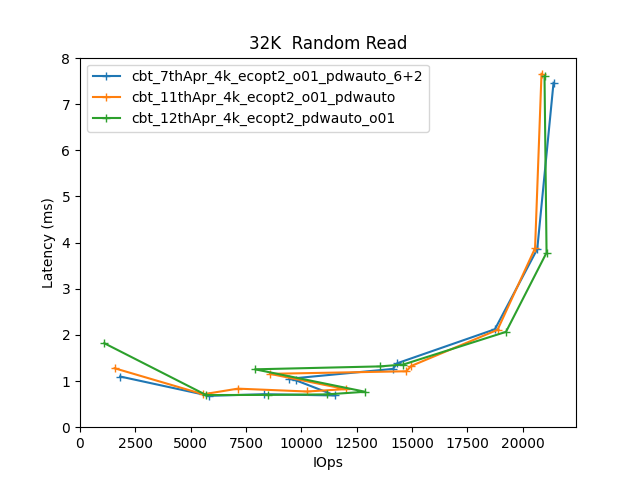 32K  Random Read
cbt_7thApr_4k_ecopt2_o01_pdwauto_6+2
cbt_11thApr_4k_ecopt2_o01_pdwauto
cbt_12thApr_4k_ecopt2_pdwauto_o01
Latency (ms)
8
7
6
5
4
3
2
1
0
0 2500 5000 7500 10000 12500 15000 17500 20000
IOps